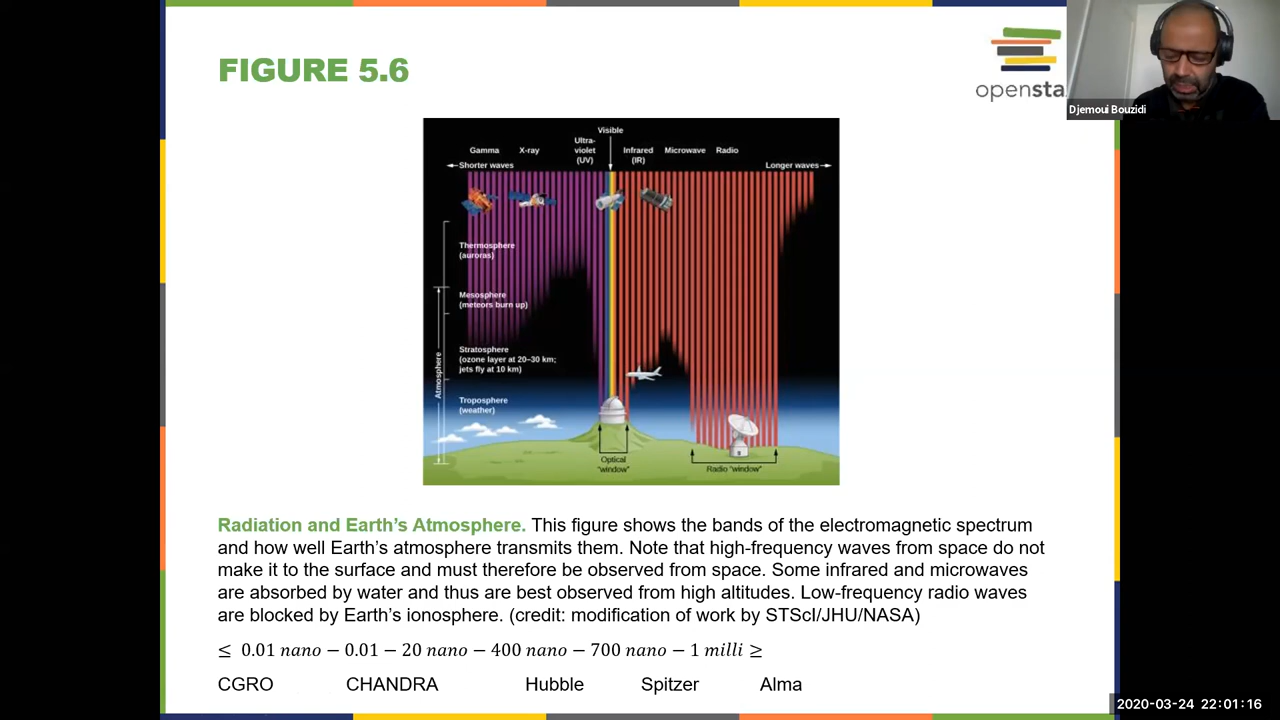 FIGURE 5.6
opensta
Djemoui Bouzidi
Visible
Gamma X-ray Ultra-violet (UV) Infrared (IR) Microwave Radio
Shorter waves Longer waves
Thermosphere
(auroras)
Mesosphere
(meteors burn up)
Stratosphere
(ozone layer at 20–30 km;
jets fly at 10 km)
Atmosphere
Troposphere
(weather)
Optical
"window"
Radio "window"
Radiation and Earth's Atmosphere. This figure shows the bands of the electromagnetic spectrum
and how well Earth's atmosphere transmits them. Note that high-frequency waves from space do not
make it to the surface and must therefore be observed from space. Some infrared and microwaves
are absorbed by water and thus are best observed from high altitudes. Low-frequency radio waves
are blocked by Earth's ionosphere. (credit: modification of work by STScI/JHU/NASA)
≤ 0.01 nano − 0.01 − 20 nano − 400 nano − 700 nano − 1 milli ≥
CGRO CHANDRA Hubble Spitzer Alma
2020-03-24 22:01:16